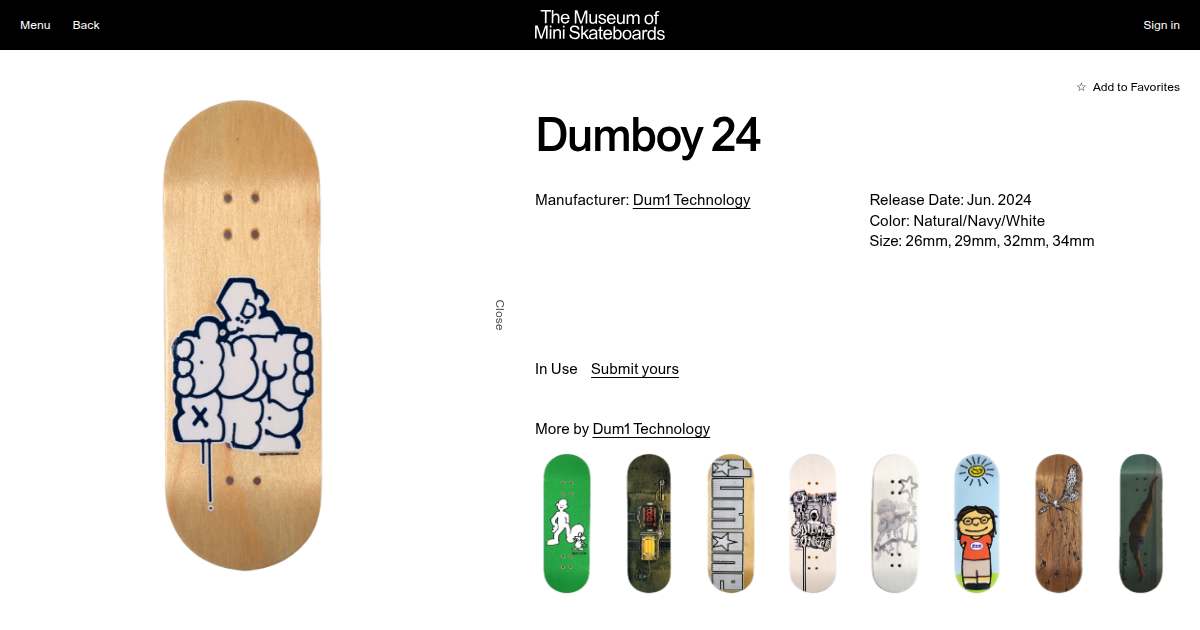 Menu
Back
The Museum of
Mini Skateboards
Sign in
☆ Add to Favorites
Dumboy 24
Manufacturer: Dum1 Technology
Release Date: Jun. 2024
Color: Natural/Navy/White
Size: 26mm, 29mm, 32mm, 34mm
Close
In Use
Submit yours
More by Dum1 Technology